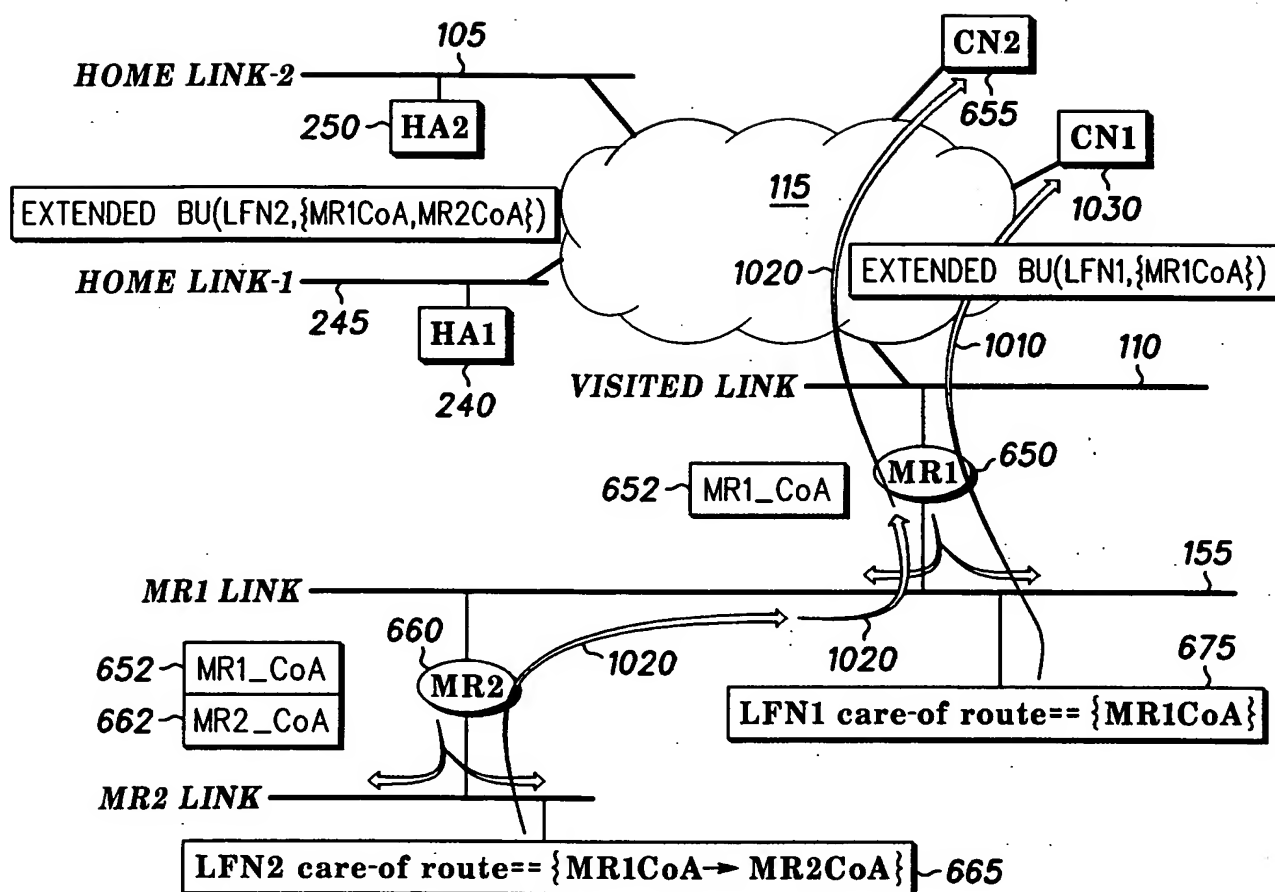 105
CN2
HOME LINK-2
655
250
HA2
CN1
115
1030
EXTENDED BU(LFN2,{MR1CoA,MR2CoA})
1020
EXTENDED BU(LFN1,{MR1CoA})
HOME LINK-1
245
HA1
1010
110
240
VISITED LINK
650
MR1
652
MR1_CoA
155
MR1 LINK
660
1020
1020
675
652
MR1_CoA
MR2
662
MR2_CoA
LFN1 care-of route=={MR1CoA}
MR2 LINK
LFN2 care-of route=={MR1CoA→MR2CoA}
665